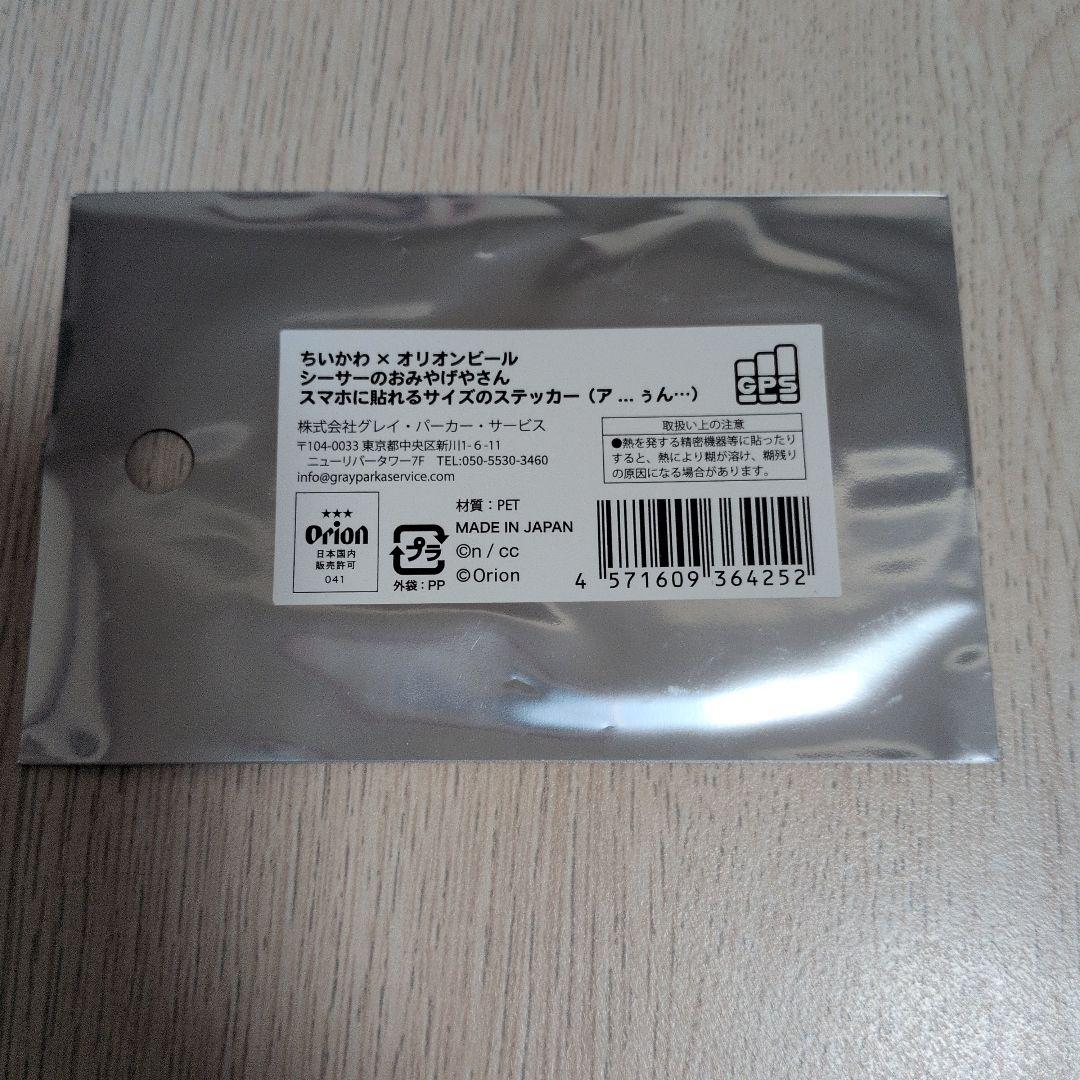 ちいかわ × オリオンビール
シーサーのおみやげやさん
スマホに貼れるサイズのステッカー（ア … ぅん…）
GPS
株式会社グレイ・パーカー・サービス
〒104-0033 東京都中央区新川1-6-11
ニューリバータワー7F TEL:050-5530-3460
info@grayparkaservice.com
取扱い上の注意
●熱を発する精密機器等に貼ったり
すると、熱により糊が溶け、糊残り
の原因になる場合があります。
★★★
Orion
日本国内
販売許可
041
プラ
外袋：PP
材質：PET
MADE IN JAPAN
©n / cc
©Orion
4 571609 364252